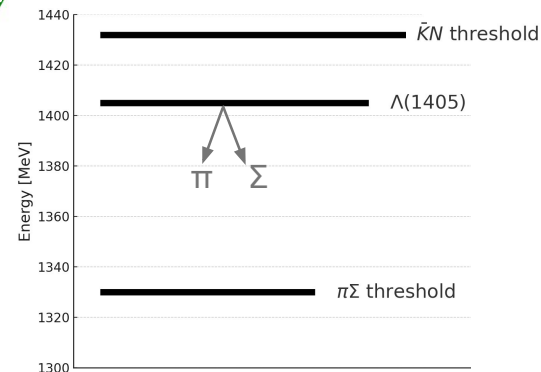 1440
K̄N threshold
1420
Λ(1405)
1400
Energy [MeV]
1380
π Σ
1360
1340
πΣ threshold
1320
1300